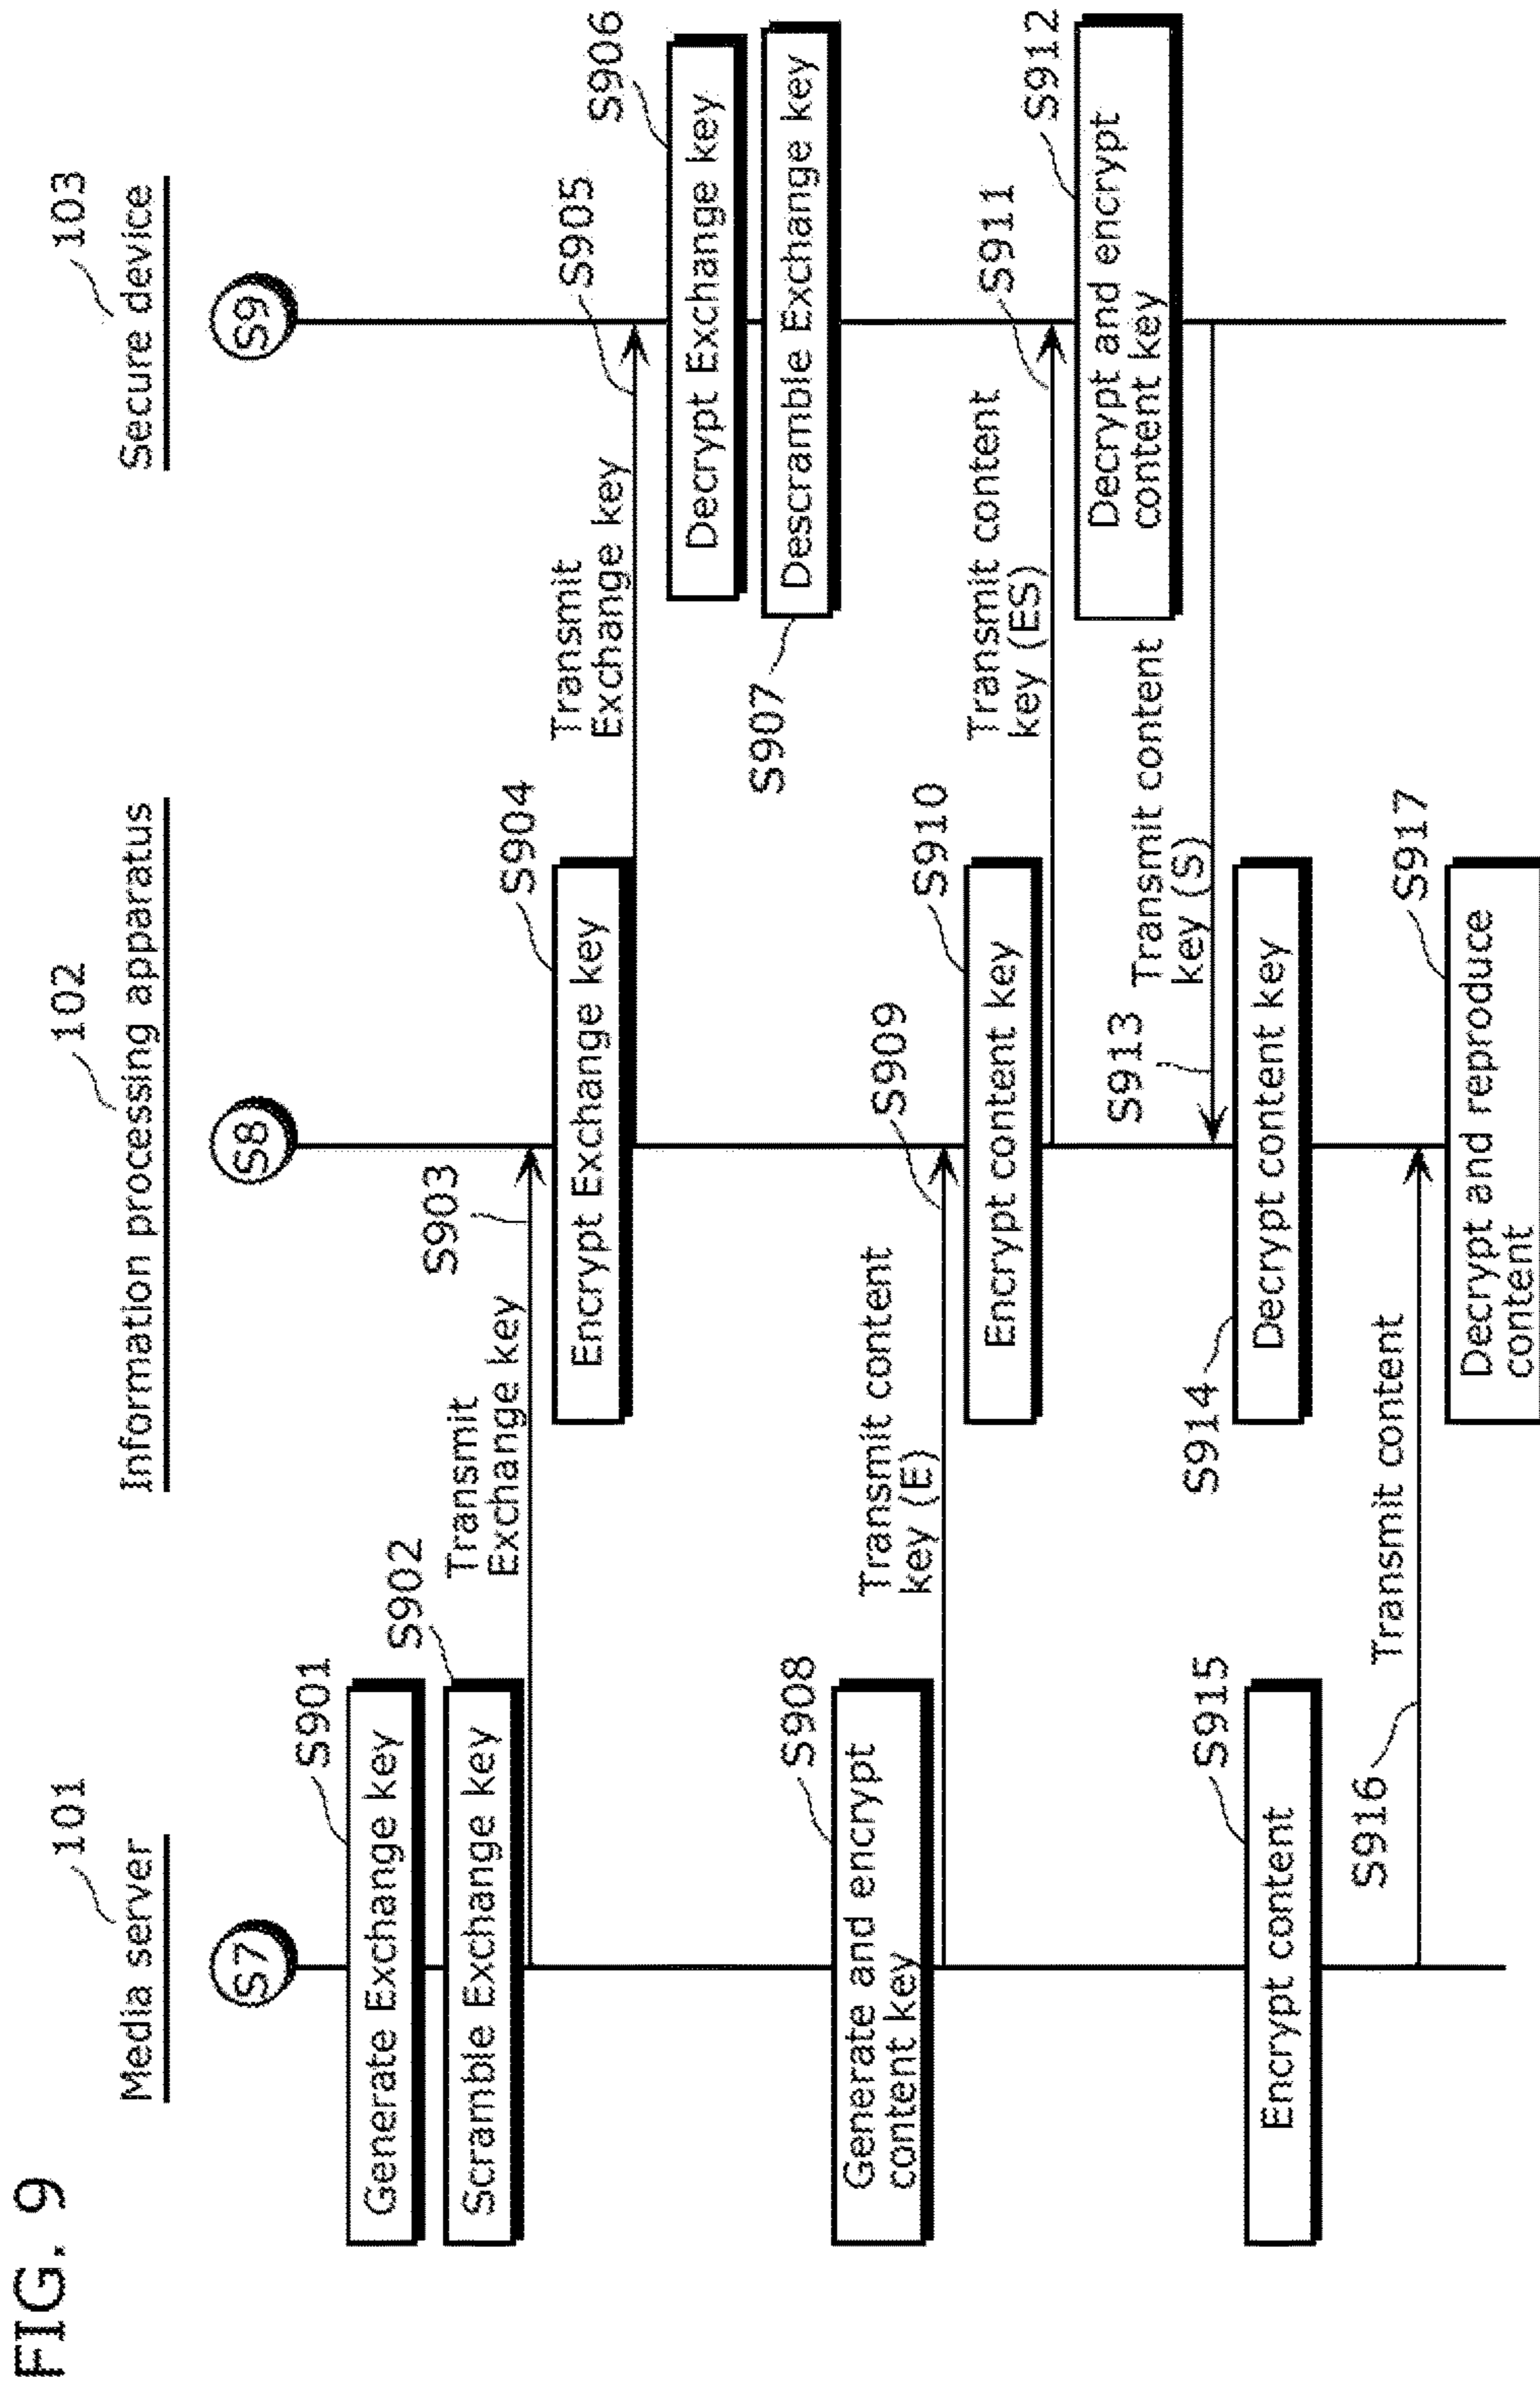 FIG. 9
101
Media server
102
Information processing apparatus
103
Secure device
S7
S8
S9
S901
Generate Exchange key
S902
Scramble Exchange key
S903
Transmit
Exchange key
S904
Encrypt Exchange key
S905
Transmit
Exchange key
S906
Decrypt Exchange key
S907
Descramble Exchange key
S908
Generate and encrypt
content key
S909
Transmit content
key (E)
S910
Encrypt content key
S911
Transmit content
key (ES)
S912
Decrypt and encrypt
content key
S913
Transmit content
key (S)
S914
Decrypt content key
S915
Encrypt content
S916
Transmit content
S917
Decrypt and reproduce
content